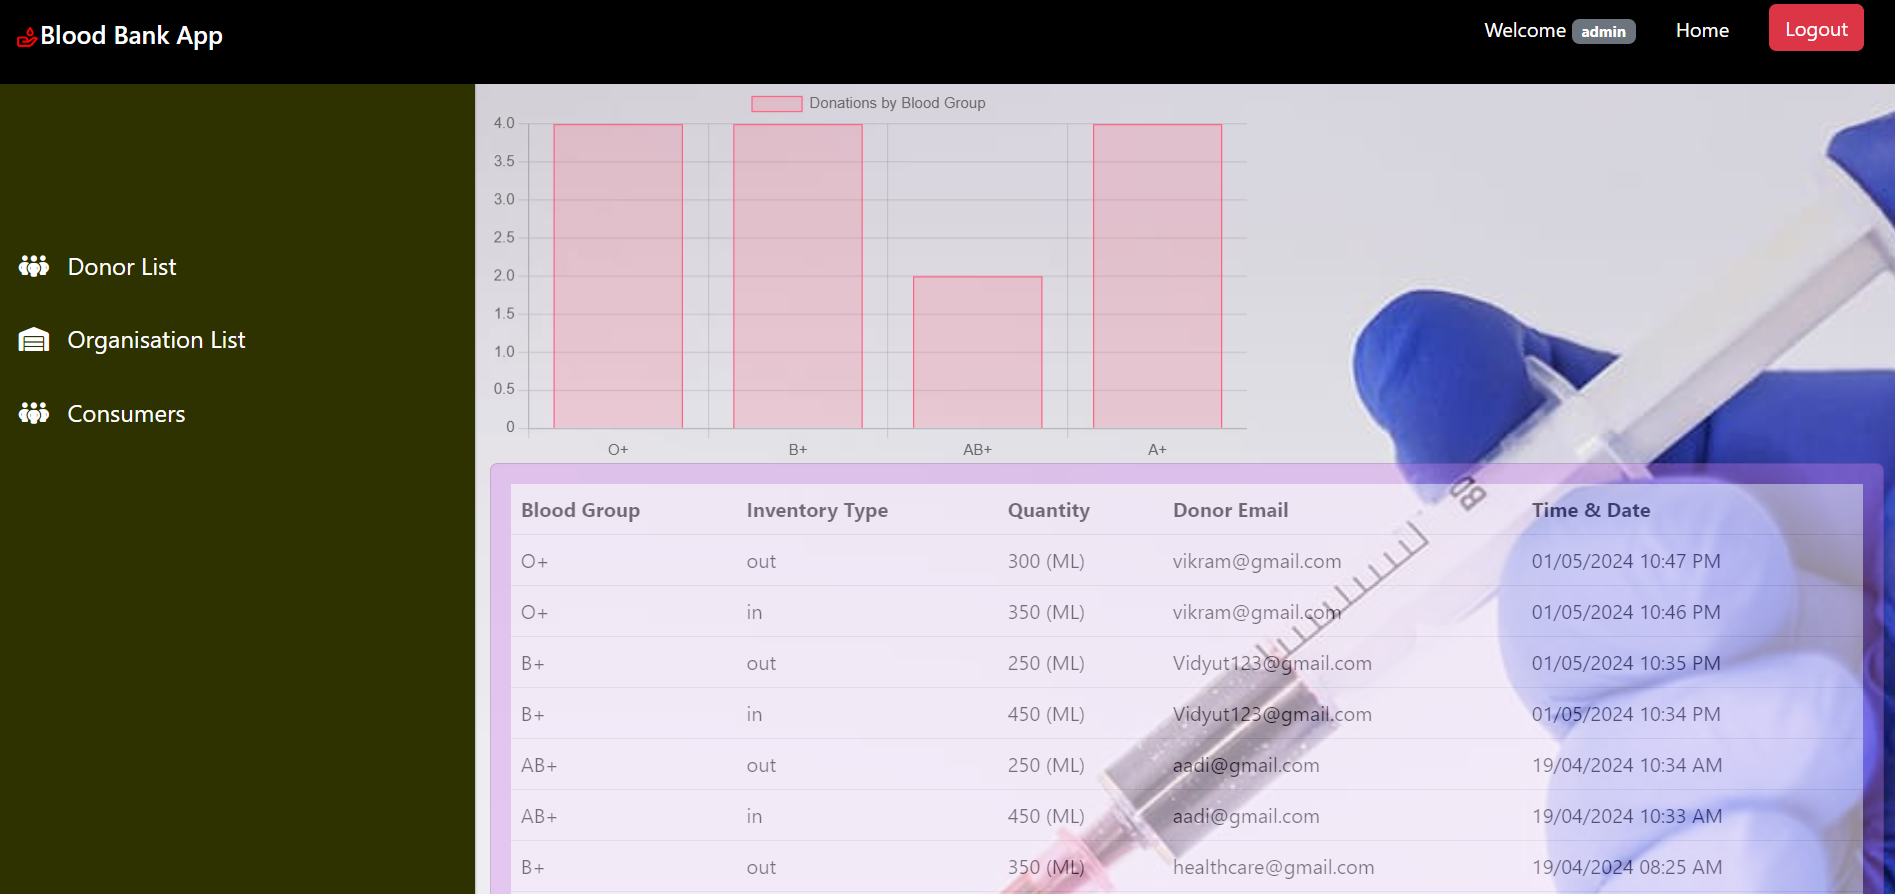 Blood Bank App
Welcome admin Home Logout
Donor List
Organisation List
Consumers
Donations by Blood Group
4.0
3.5
3.0
2.5
2.0
1.5
1.0
0.5
0
O+ B+ AB+ A+
BD
Blood Group Inventory Type Quantity Donor Email Time & Date
O+ out 300 (ML) vikram@gmail.com 01/05/2024 10:47 PM
O+ in 350 (ML) vikram@gmail.com 01/05/2024 10:46 PM
B+ out 250 (ML) Vidyut123@gmail.com 01/05/2024 10:35 PM
B+ in 450 (ML) Vidyut123@gmail.com 01/05/2024 10:34 PM
AB+ out 250 (ML) aadi@gmail.com 19/04/2024 10:34 AM
AB+ in 450 (ML) aadi@gmail.com 19/04/2024 10:33 AM
B+ out 350 (ML) healthcare@gmail.com 19/04/2024 08:25 AM